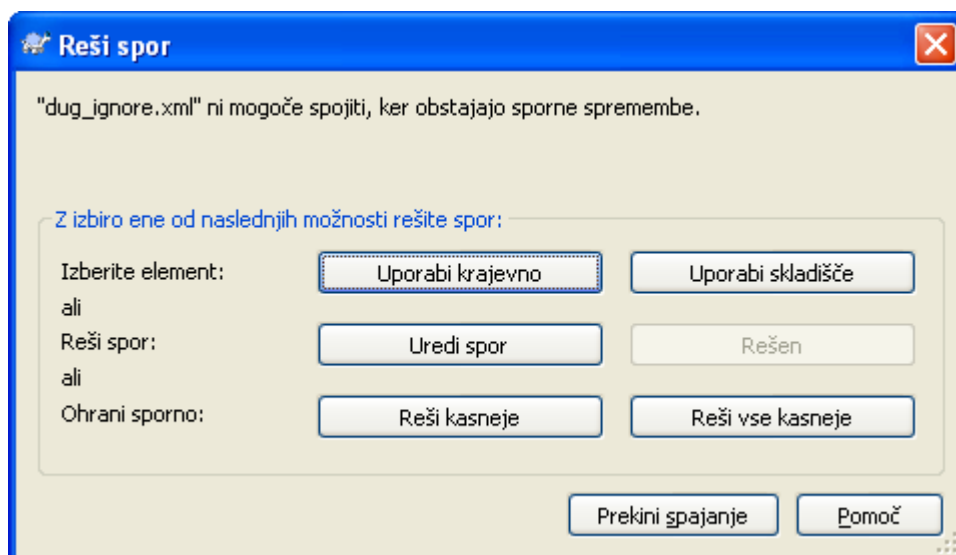 Reši spor
"dug_ignore.xml" ni mogoče spojiti, ker obstajajo sporne spremembe.
Z izbiro ene od naslednjih možnosti rešite spor:
Izberite element: Uporabi krajevno Uporabi skladišče
ali
Reši spor: Uredi spor Rešen
ali
Ohrani sporno: Reši kasneje Reši vse kasneje
Prekini spajanje Pomoč